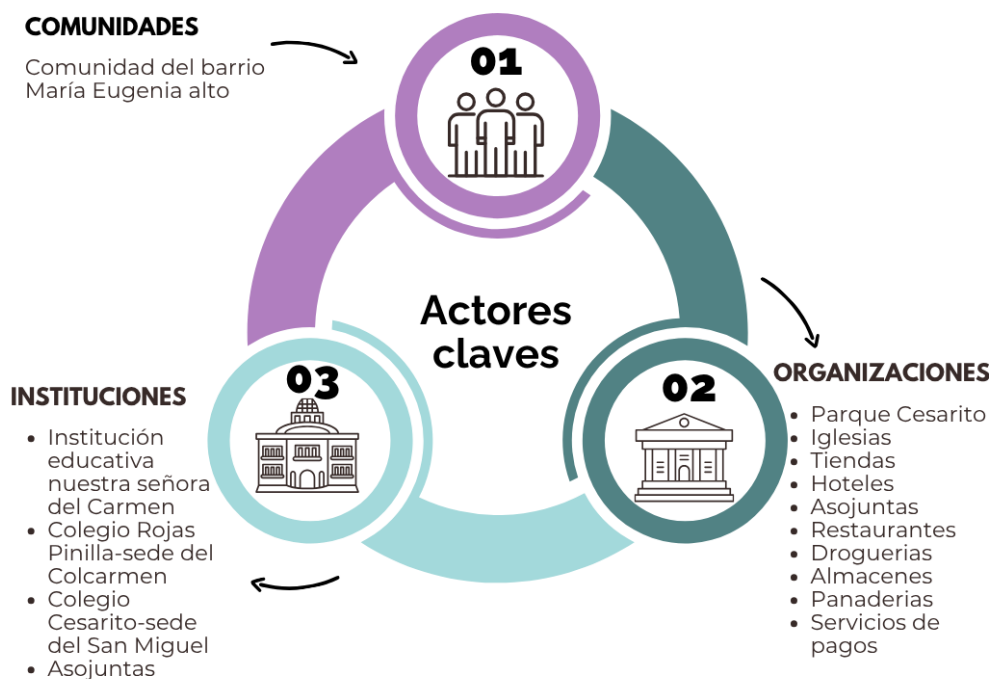 COMUNIDADES
Comunidad del barrio
María Eugenia alto
01
Actores
claves
02
ORGANIZACIONES
• Parque Cesarito
• Iglesias
• Tiendas
• Hoteles
• Asojuntas
• Restaurantes
• Droguerias
• Almacenes
• Panaderias
• Servicios de
pagos
03
INSTITUCIONES
• Institución
educativa
nuestra señora
del Carmen
• Colegio Rojas
Pinilla-sede del
Colcarmen
• Colegio
Cesarito-sede
del San Miguel
• Asojuntas